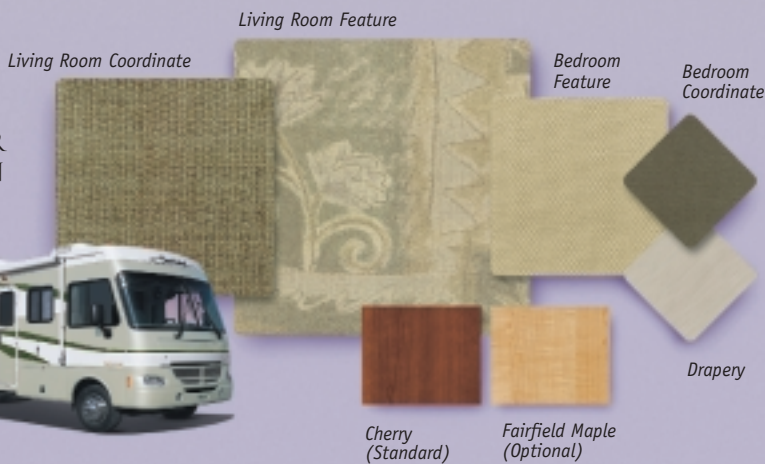 Living Room Feature
Living Room Coordinate
Bedroom
Feature
Bedroom
Coordinate
Drapery
Cherry
(Standard)
Fairfield Maple
(Optional)